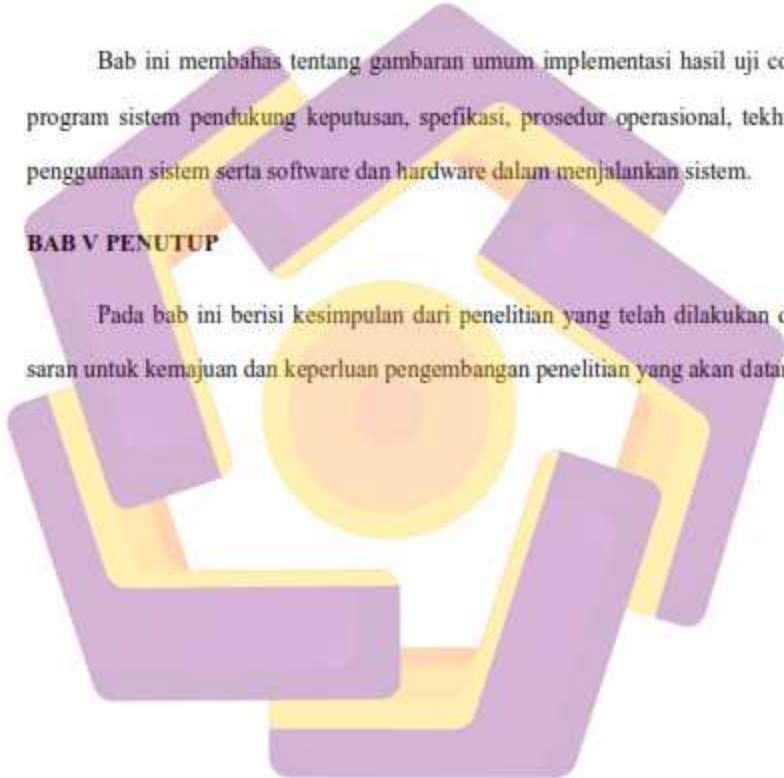 Bab ini membahas tentang gambaran umum implementasi hasil uji
program sistem pendukung keputusan, spefikasi, prosedur operasional,
penggunaan sistem serta software dan hardware dalam menjalankan sistem.
BAB V PENUTUP
Pada bab ini berisi kesimpulan dari penelitian yang telah dilakukan
saran untuk kemajuan dan keperluan pengembangan penelitian yang akan